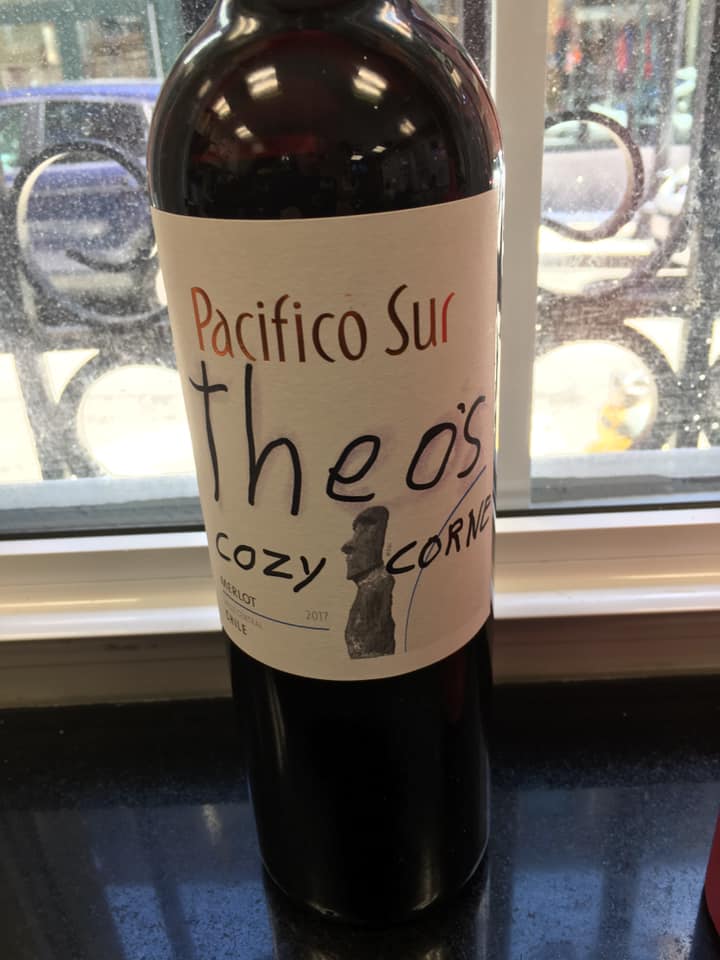 Pacifico Sur
theo's
cozy CORNE
MERLOT
2017
CHILE